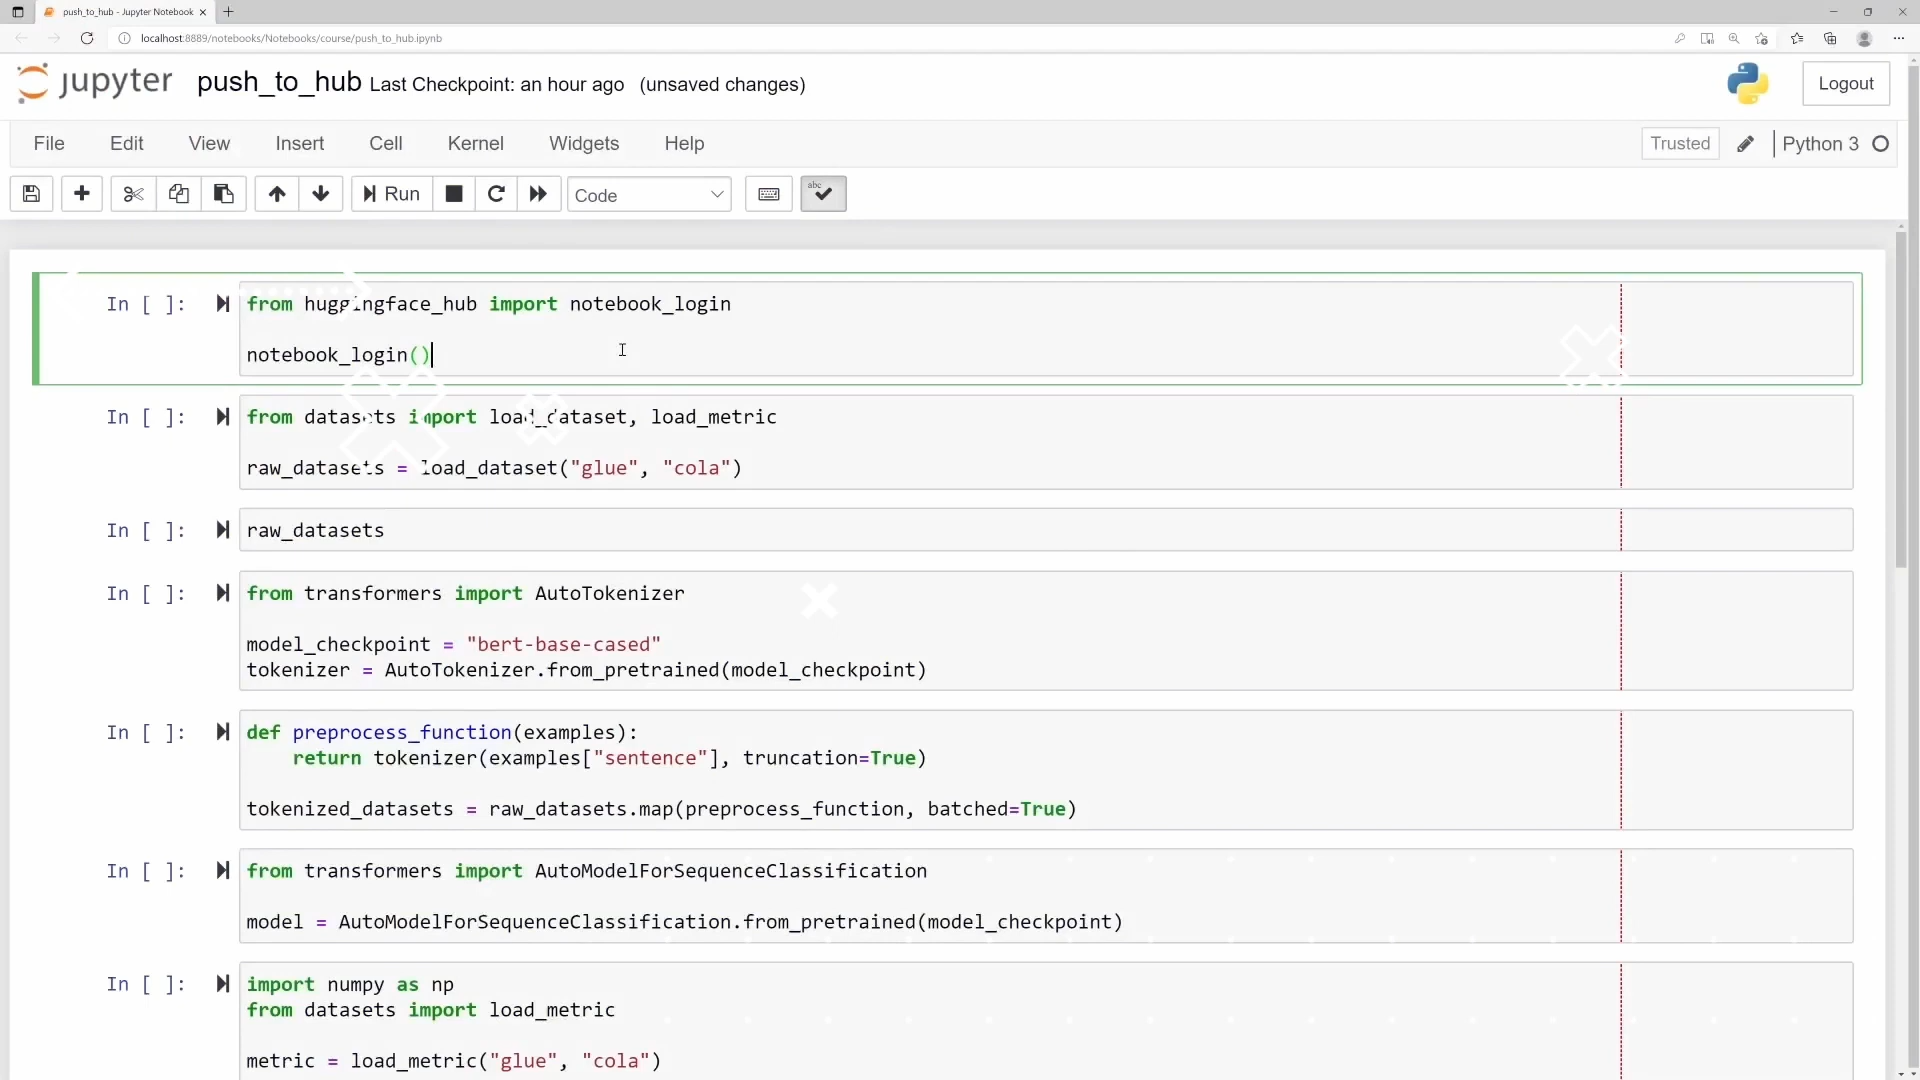 push_to_hub - Jupyter Notebook
localhost:8889/notebooks/Notebooks/course/push_to_hub.ipynb
jupyter push_to_hub Last Checkpoint: an hour ago (unsaved changes)
Logout
File Edit View Insert Cell Kernel Widgets Help
Trusted Python 3
Run Code abc
In [ ]: from huggingface_hub import notebook_login
notebook_login()
In [ ]: from datasets import load_dataset, load_metric
raw_datasets = load_dataset("glue", "cola")
In [ ]: raw_datasets
In [ ]: from transformers import AutoTokenizer
model_checkpoint = "bert-base-cased"
tokenizer = AutoTokenizer.from_pretrained(model_checkpoint)
In [ ]: def preprocess_function(examples):
return tokenizer(examples["sentence"], truncation=True)
tokenized_datasets = raw_datasets.map(preprocess_function, batched=True)
In [ ]: from transformers import AutoModelForSequenceClassification
model = AutoModelForSequenceClassification.from_pretrained(model_checkpoint)
In [ ]: import numpy as np
from datasets import load_metric
metric = load_metric("glue", "cola")